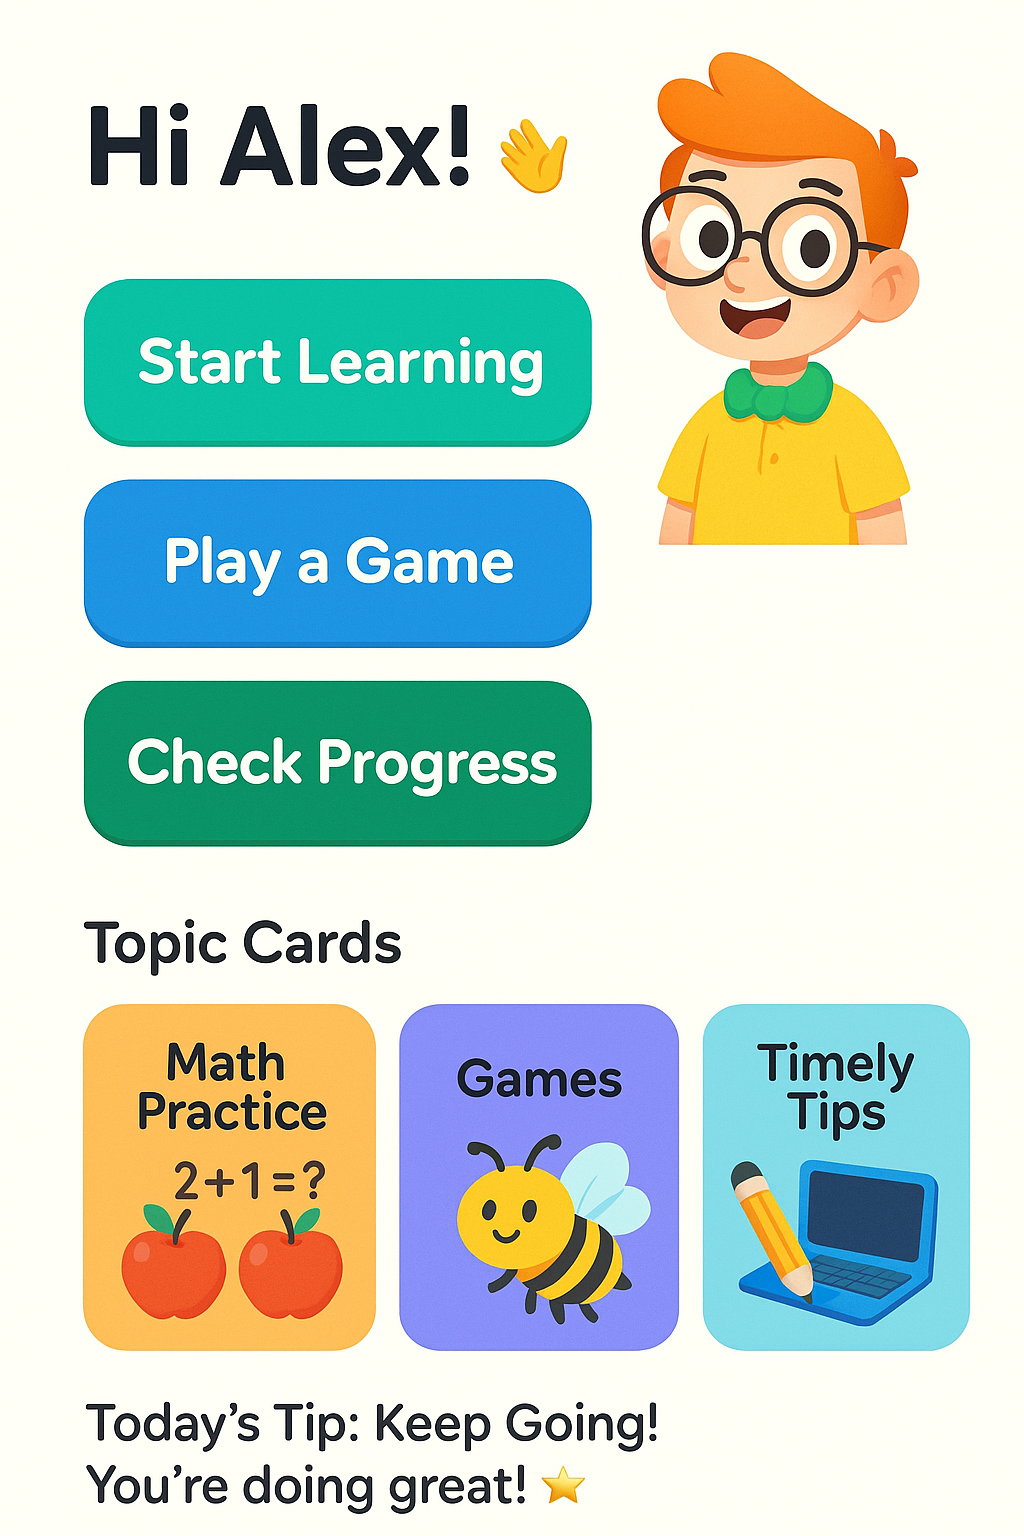 Hi Alex! 👋
Start Learning
Play a Game
Check Progress
Topic Cards
Math
Practice
2+1=?
Games
Timely
Tips
Today's Tip: Keep Going!
You're doing great! ⭐